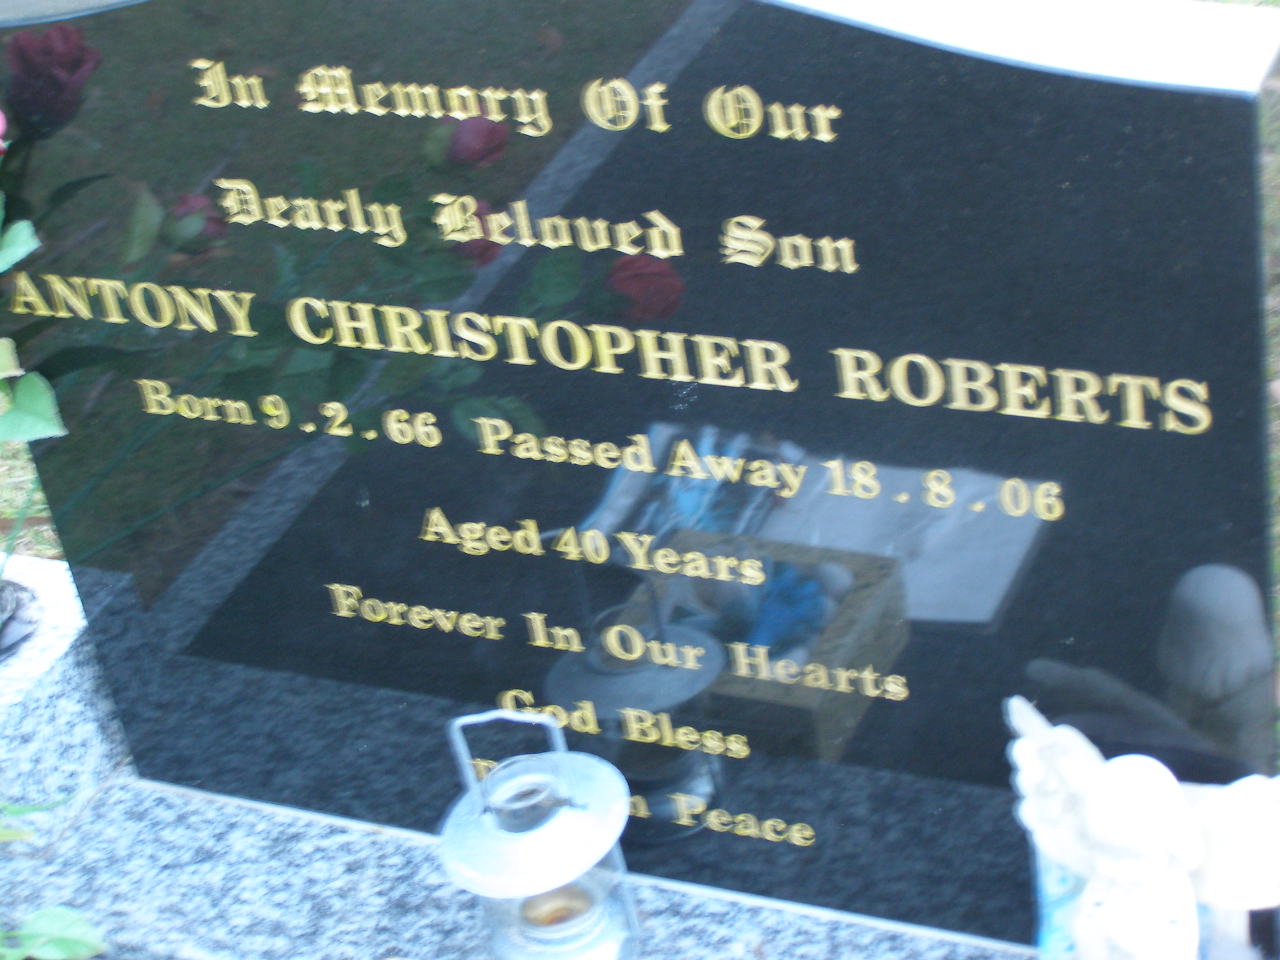 In Memory Of Our
Dearly Beloved Son
ANTONY CHRISTOPHER ROBERTS
Born 9.2.66 Passed Away 18.8.06
Aged 40 Years
Forever In Our Hearts
God Bless
Peace